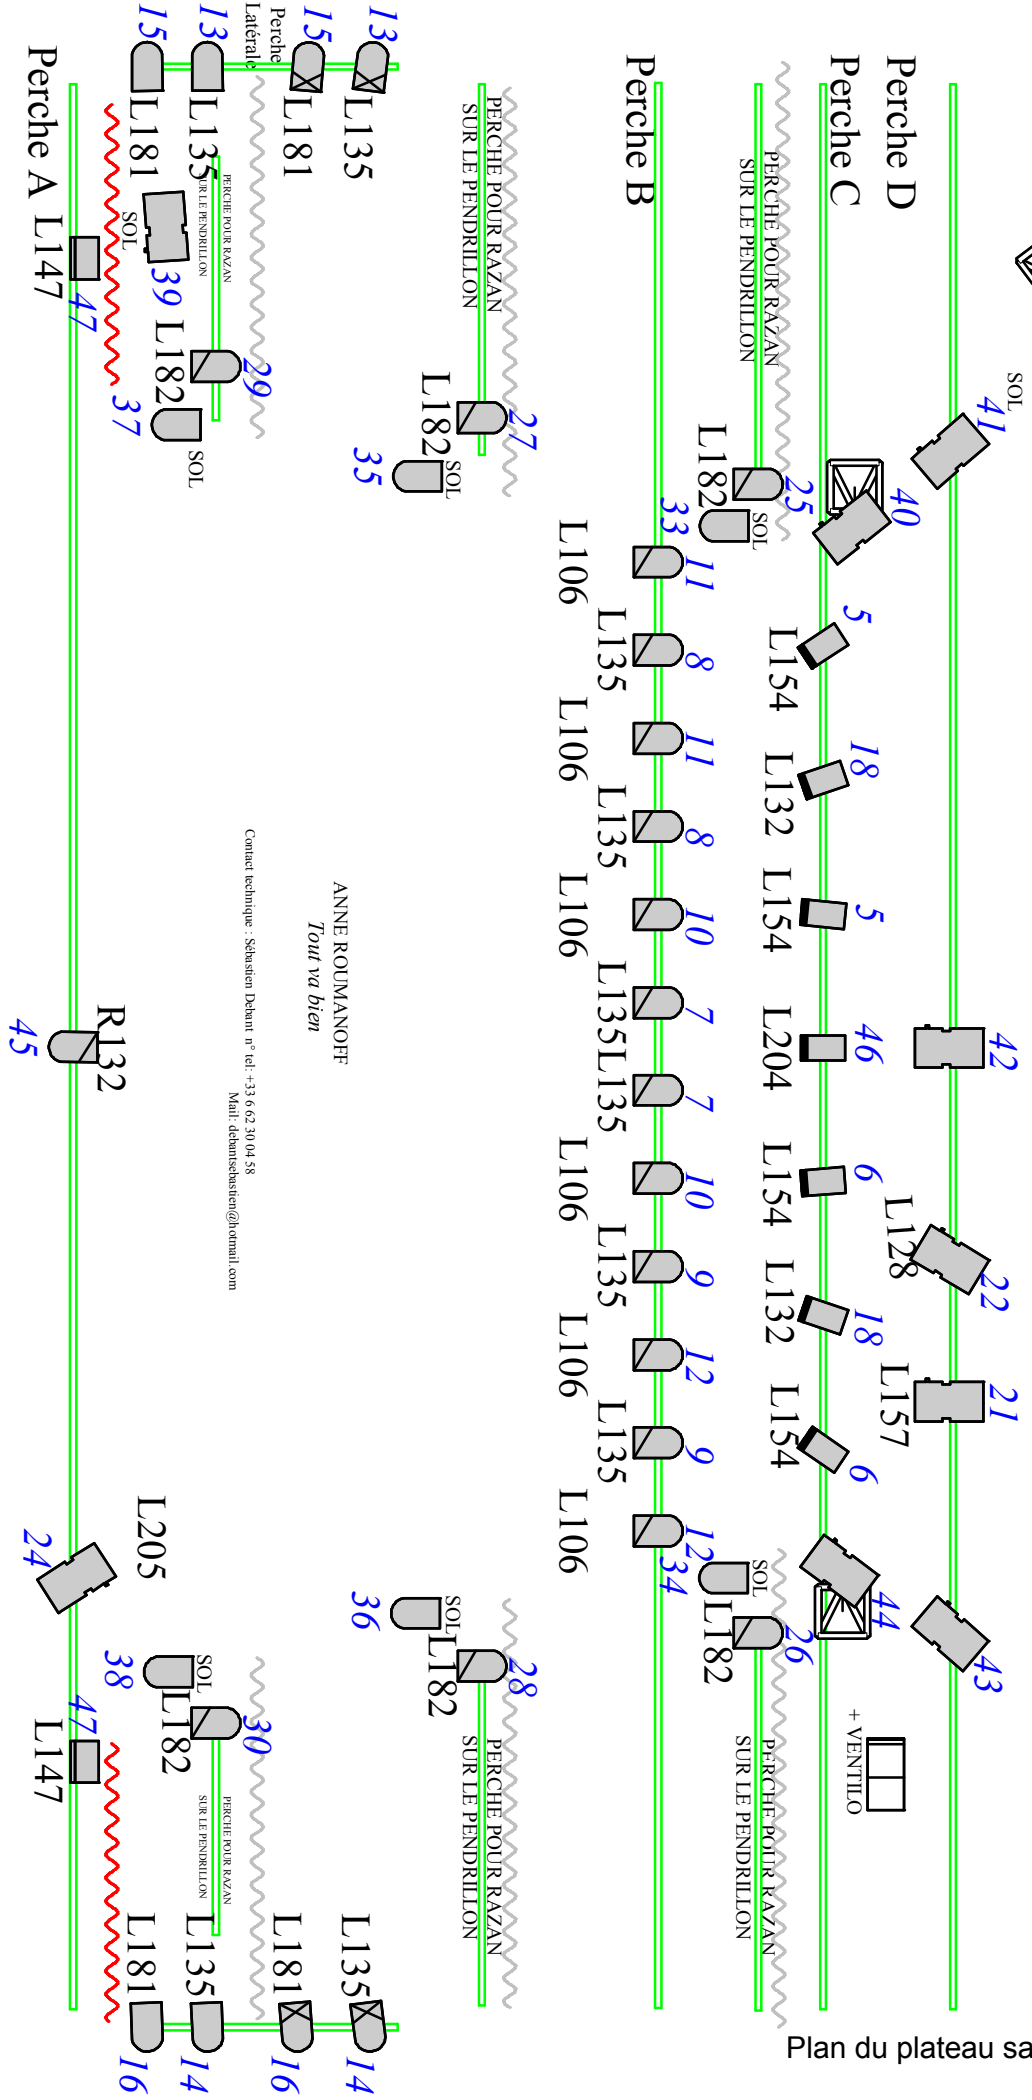 SOL
41
Perche D
42
L128
22
L157
21
43
Perche C
40
5
L154
18
L132
5
L154
46
L204
6
L154
18
L132
6
L154
44
+ VENTILO
PERCHE POUR RAZAN
SUR LE PENDRILLON
L182
25
SOL
33
SOL
34
L182
26
PERCHE POUR RAZAN
SUR LE PENDRILLON
Perche B
11
L106
8
L135
11
L106
8
L135
10
L106
7
L135
7
L135
10
L106
9
L135
12
L106
9
L135
12
L106
PERCHE POUR RAZAN
SUR LE PENDRILLON
27
L182
SOL
35
SOL
36
28
L182
PERCHE POUR RAZAN
SUR LE PENDRILLON
13
L135
15
L181
Perche
Latérale
13
L135
15
L181
PERCHE POUR RAZAN
SUR LE PENDRILLON
29
L182
SOL
39
SOL
37
ANNE ROUMANOFF
Tout va bien
Contact technique : Sébastien Debant n° tel: +33 6 62 30 04 58
Mail: debantsebastien@hotmail.com
L135
14
L181
16
L135
14
L181
16
PERCHE POUR RAZAN
SUR LE PENDRILLON
30
L182
SOL
38
Perche A
L147
47
R132
45
L205
24
47
L147
Plan du plateau sa